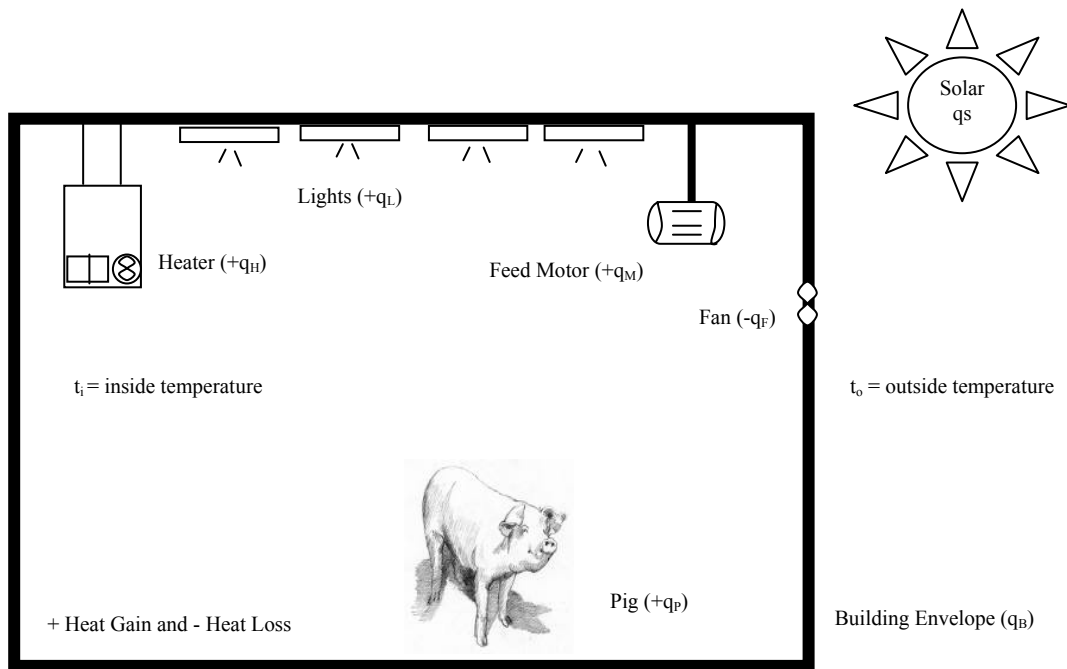 Solar
qs
Lights (+qL)
Heater (+qH)
Feed Motor (+qM)
Fan (-qF)
ti = inside temperature
to = outside temperature
Pig (+qP)
+ Heat Gain and - Heat Loss
Building Envelope (qB)